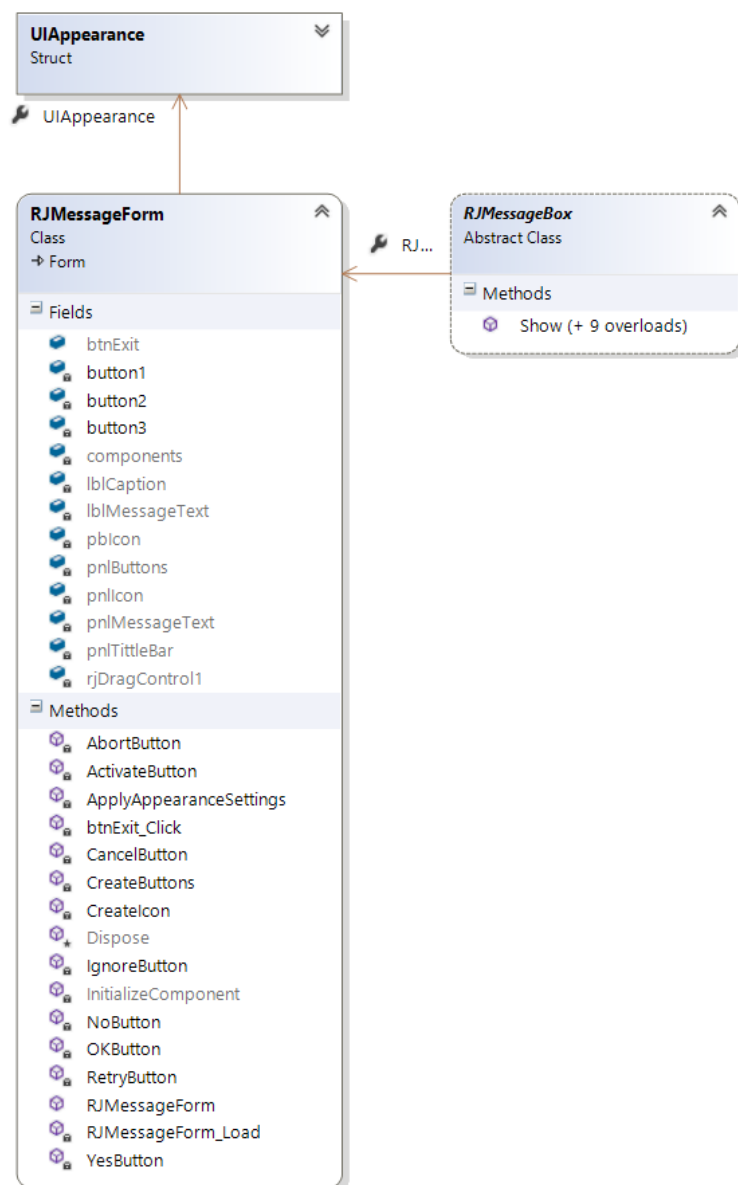 UIAppearance
Struct
UIAppearance
RJMessageForm
Class
Form
Fields
btnExit
button1
button2
button3
components
lblCaption
lblMessageText
pbIcon
pnlButtons
pnlIcon
pnlMessageText
pnlTittleBar
rjDragControl1
Methods
AbortButton
ActivateButton
ApplyAppearanceSettings
btnExit_Click
CancelButton
CreateButtons
CreateIcon
Dispose
IgnoreButton
InitializeComponent
NoButton
OKButton
RetryButton
RJMessageForm
RJMessageForm_Load
YesButton
RJ...
RJMessageBox
Abstract Class
Methods
Show (+ 9 overloads)